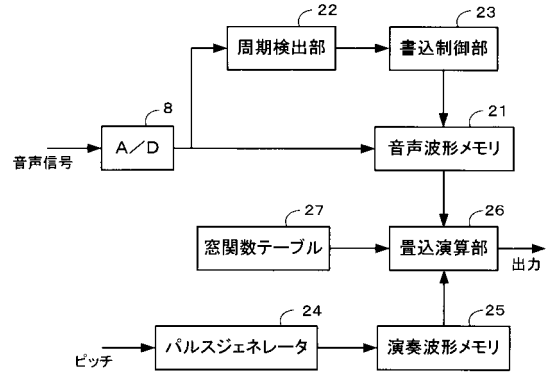 22
周期検出部
23
書込制御部
8
A/D
音声信号
21
音声波形メモリ
27
窓関数テーブル
26
畳込演算部
出力
24
パルスジェネレータ
ピッチ
25
演奏波形メモリ